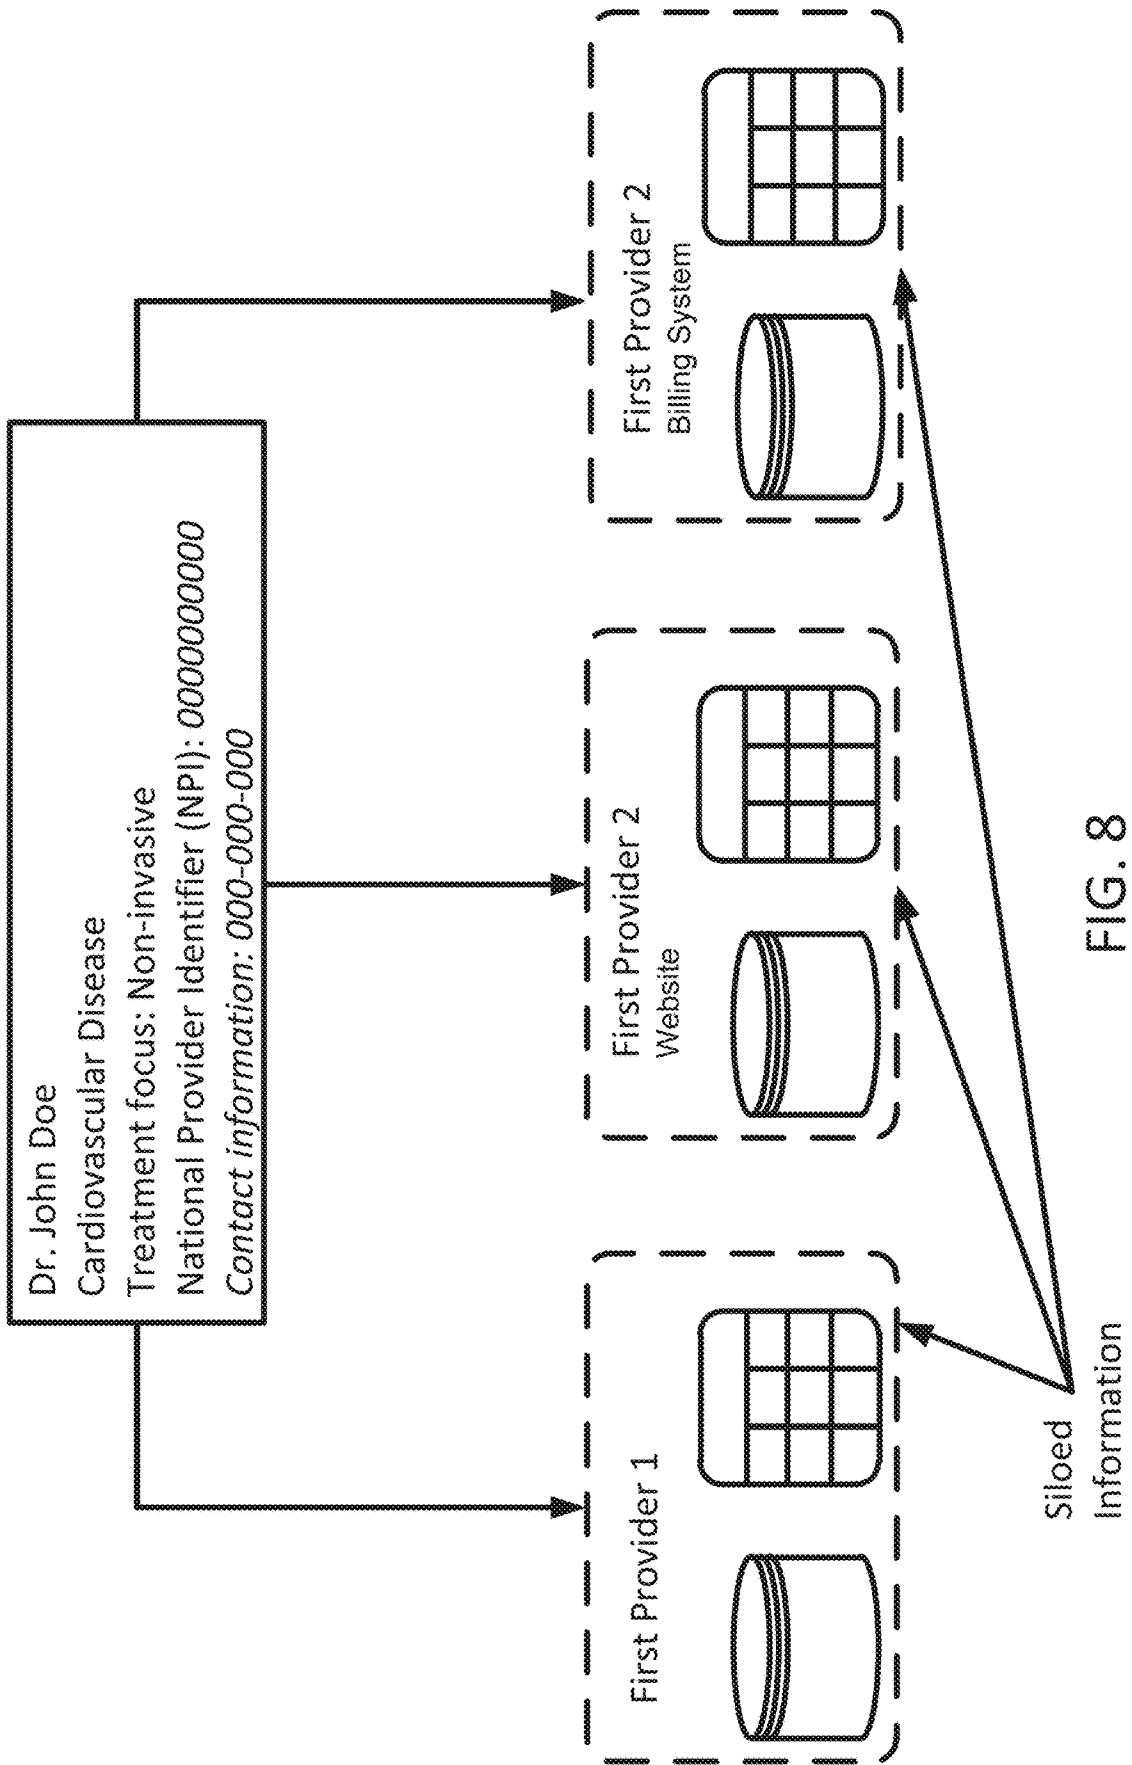 Dr. John Doe
Cardiovascular Disease
Treatment focus: Non-invasive
National Provider Identifier (NPI): 0000000000
Contact information: 000-000-000
First Provider 1
First Provider 2
Website
First Provider 2
Billing System
Siloed
Information
FIG. 8